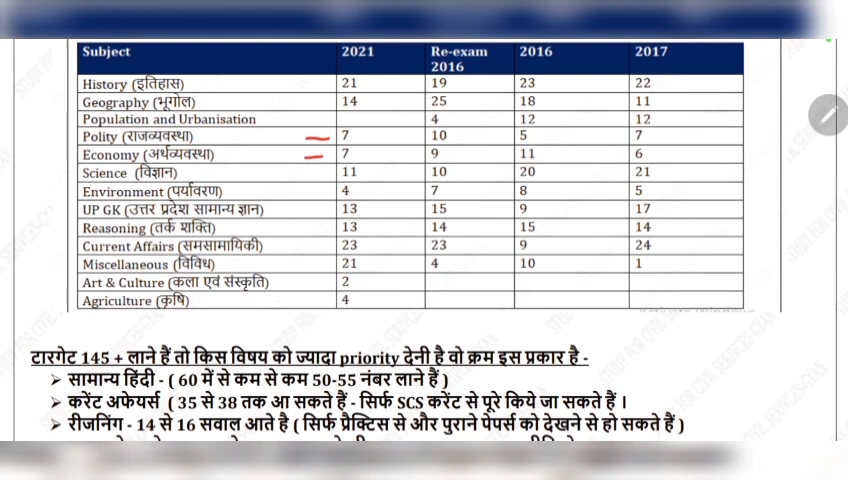 Subject 2021 Re-exam 2016 2016 2017
History (इतिहास) 21 19 23 22
Geography (भूगोल) 14 25 18 11
Population and Urbanisation 4 12 12
Polity (राजव्यवस्था) 7 10 5 7
Economy (अर्थव्यवस्था) 7 9 11 6
Science (विज्ञान) 11 10 20 21
Environment (पर्यावरण) 4 7 8 5
UP GK (उत्तर प्रदेश सामान्य ज्ञान) 13 15 9 17
Reasoning (तर्क शक्ति) 13 14 15 14
Current Affairs (समसामायिकी) 23 23 9 24
Miscellaneous (विविध) 21 4 10 1
Art & Culture (कला एवं संस्कृति) 2
Agriculture (कृषि) 4
टारगेट 145 + लाने हैं तो किस विषय को ज्यादा priority देनी है वो क्रम इस प्रकार है -
➢ सामान्य हिंदी - ( 60 में से कम से कम 50-55 नंबर लाने हैं )
➢ करेंट अफेयर्स ( 35 से 38 तक आ सकते हैं - सिर्फ SCS करेंट से पूरे किये जा सकते हैं ।
➢ रीजनिंग - 14 से 16 सवाल आते है ( सिर्फ प्रैक्टिस से और पुराने पेपर्स को देखने से हो सकते हैं )